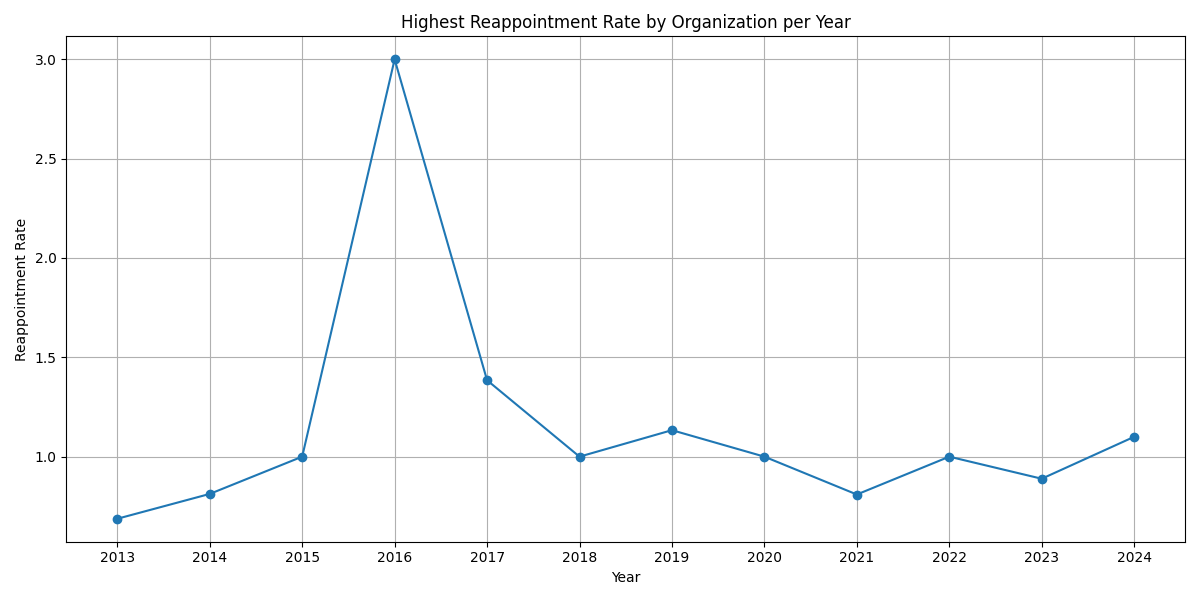 Highest Reappointment Rate by Organization per Year
Reappointment Rate
3.0
2.5
2.0
1.5
1.0
2013 2014 2015 2016 2017 2018 2019 2020 2021 2022 2023 2024
Year